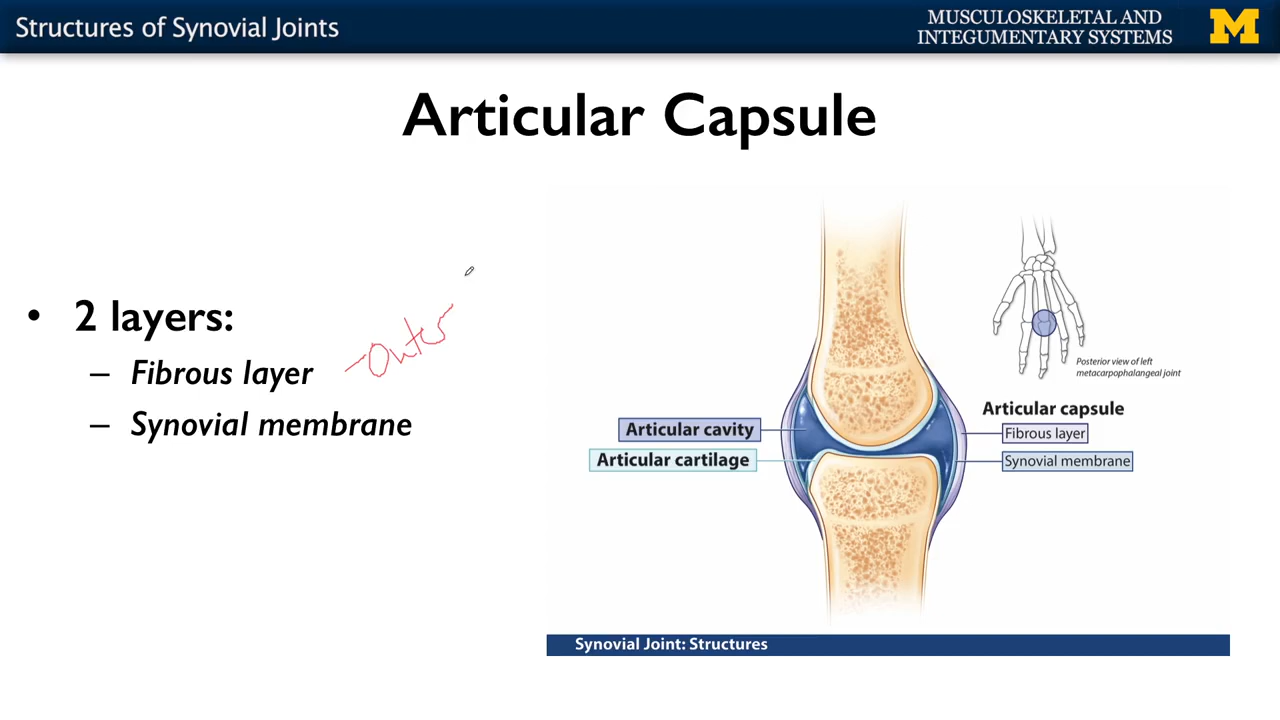 Structures of Synovial Joints
MUSCULOSKELETAL AND
INTEGUMENTARY SYSTEMS
M
Articular Capsule
• 2 layers:
– Fibrous layer
- Outer
– Synovial membrane
Posterior view of left
metacarpophalangeal joint
Articular capsule
Articular cavity
Fibrous layer
Articular cartilage
Synovial membrane
Synovial Joint: Structures